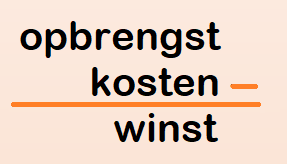 opbrengst
kosten –
winst